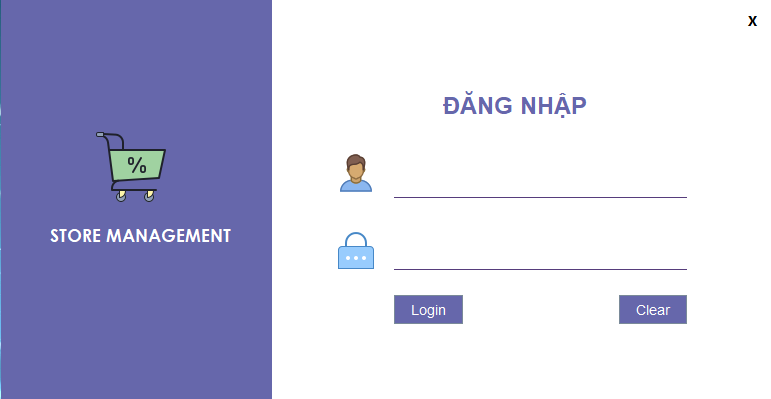 X
ĐĂNG NHẬP
%
STORE MANAGEMENT
Login
Clear